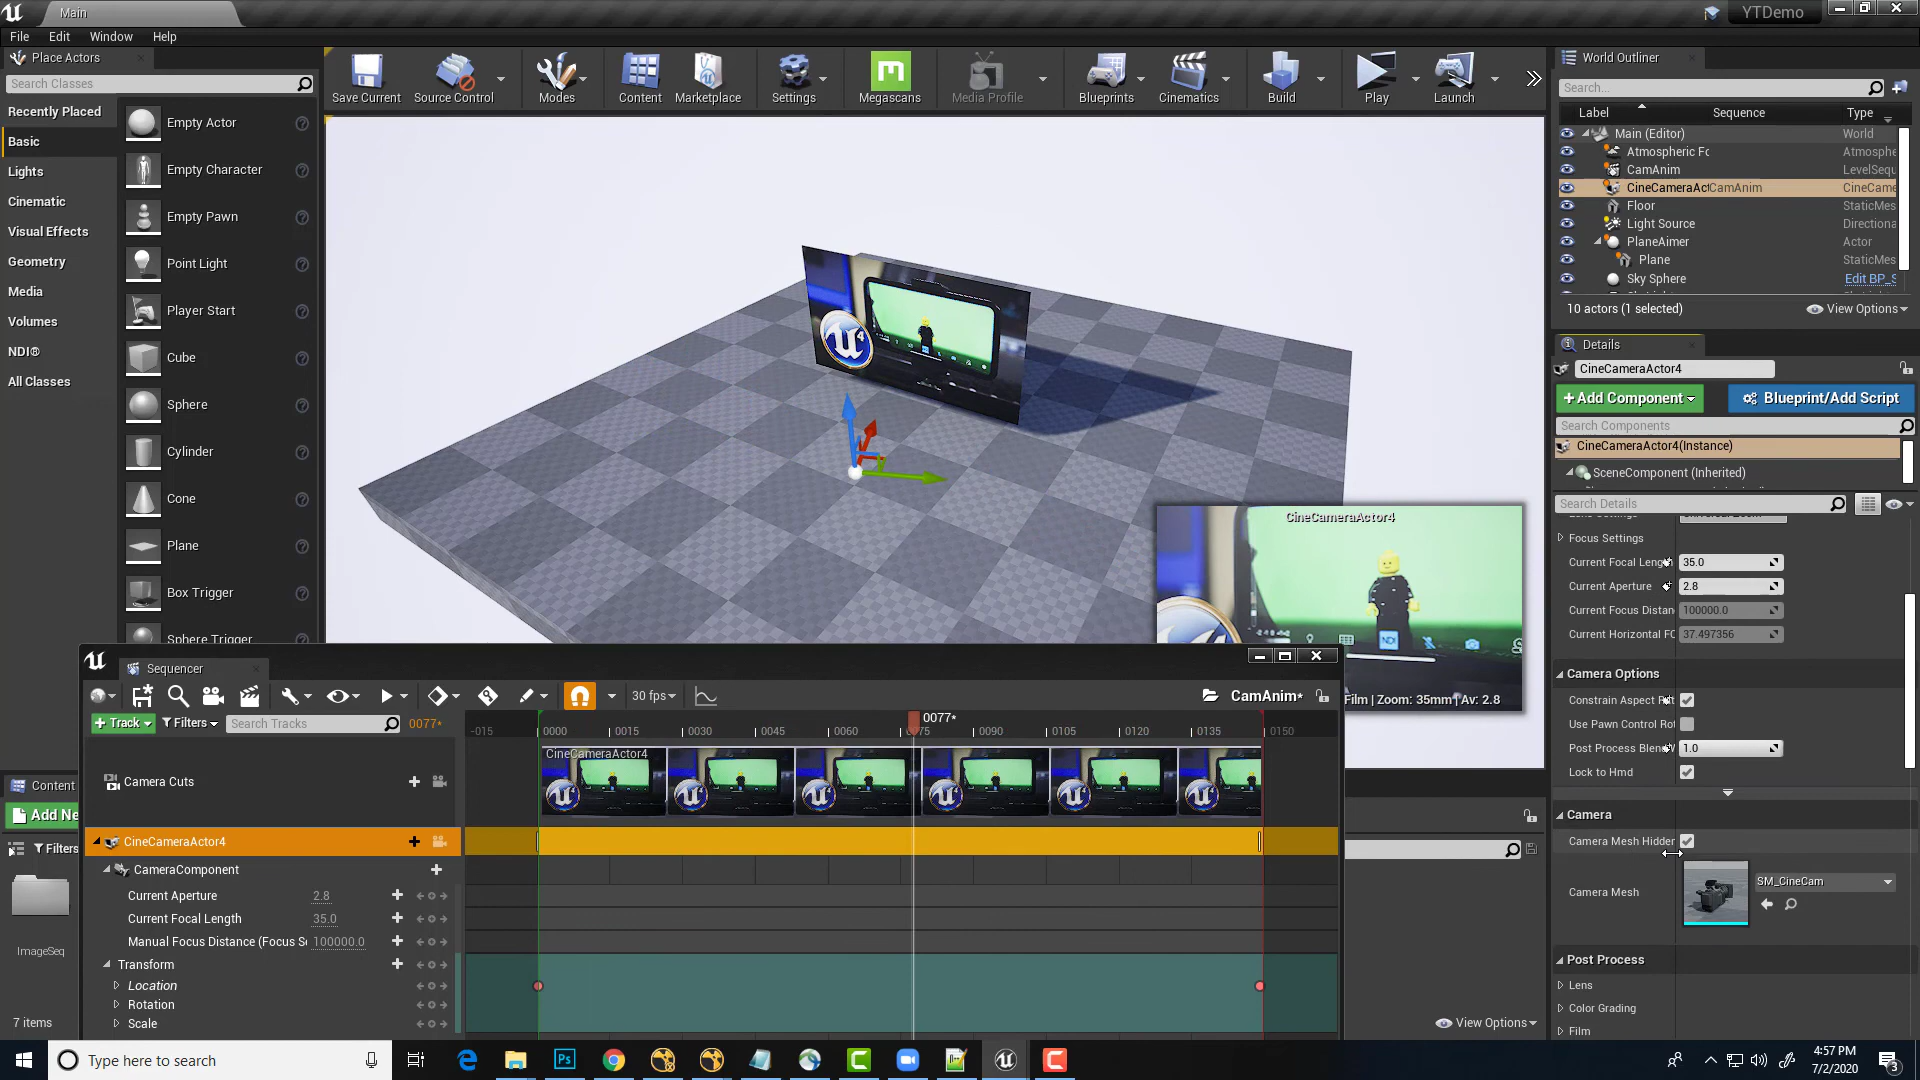 Main
YTDemo
File
Edit
Window
Help
Place Actors
Search Classes
Recently Placed
Basic
Lights
Cinematic
Visual Effects
Geometry
Media
Volumes
NDI®
All Classes
Empty Actor
Empty Character
Empty Pawn
Point Light
Player Start
Cube
Sphere
Cylinder
Cone
Plane
Box Trigger
Sphere Trigger
Save Current
Source Control
Modes
Content
Marketplace
Settings
Megascans
Media Profile
Blueprints
Cinematics
Build
Play
Launch
World Outliner
Search...
Label
Sequence
Type
Main (Editor)
World
Atmospheric Fc
Atmosphe
CamAnim
LevelSequ
CineCameraAct
CamAnim
CineCame
Floor
StaticMes
Light Source
Directiona
PlaneAimer
Actor
Plane
StaticMes
Sky Sphere
Edit BP_S
10 actors (1 selected)
View Options
Details
CineCameraActor4
+Add Component
Blueprint/Add Script
Search Components
CineCameraActor4(Instance)
SceneComponent (Inherited)
Search Details
Focus Settings
Current Focal Leng
35.0
Current Aperture
2.8
Current Focus Distan
100000.0
Current Horizontal FO
37.497356
Camera Options
Constrain Aspect
Use Pawn Control Rot
Post Process Blen
1.0
Lock to Hmd
Camera
Camera Mesh Hidden
Camera Mesh
SM_CineCam
Post Process
Lens
Color Grading
Film
CineCameraActor4
NDI
Film | Zoom: 35mm | Av: 2.8
Sequencer
30 fps
CamAnim*
+ Track
Filters
Search Tracks
0077*
-015
0000
0015
0030
0045
0060
0075
0077*
0090
0105
0120
0135
0150
Camera Cuts
CineCameraActor4
CineCameraActor4
CameraComponent
Current Aperture
2.8
Current Focal Length
35.0
Manual Focus Distance (Focus S
100000.0
Transform
Location
Rotation
Scale
Content
Add Ne
Filters
ImageSeq
7 items
View Options
Type here to search
4:57 PM
7/2/2020
3